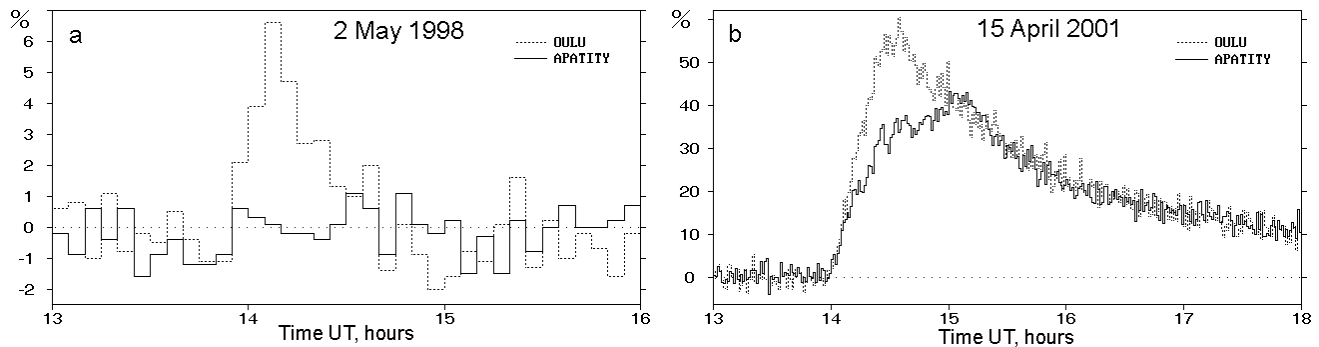 %
a
2 May 1998
OULU
APATITY
6
5
4
3
2
1
0
-1
-2
13
14
15
16
Time UT, hours
%
b
15 April 2001
OULU
APATITY
50
40
30
20
10
0
13
14
15
16
17
18
Time UT, hours